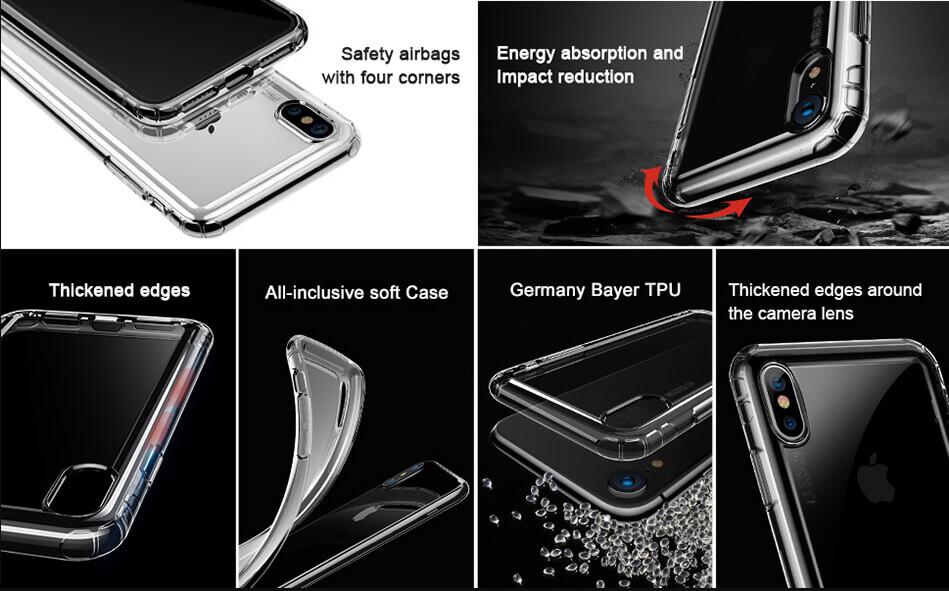 Safety airbags
with four corners
Energy absorption and
Impact reduction
Thickened edges
All-inclusive soft Case
Germany Bayer TPU
Thickened edges around
the camera lens